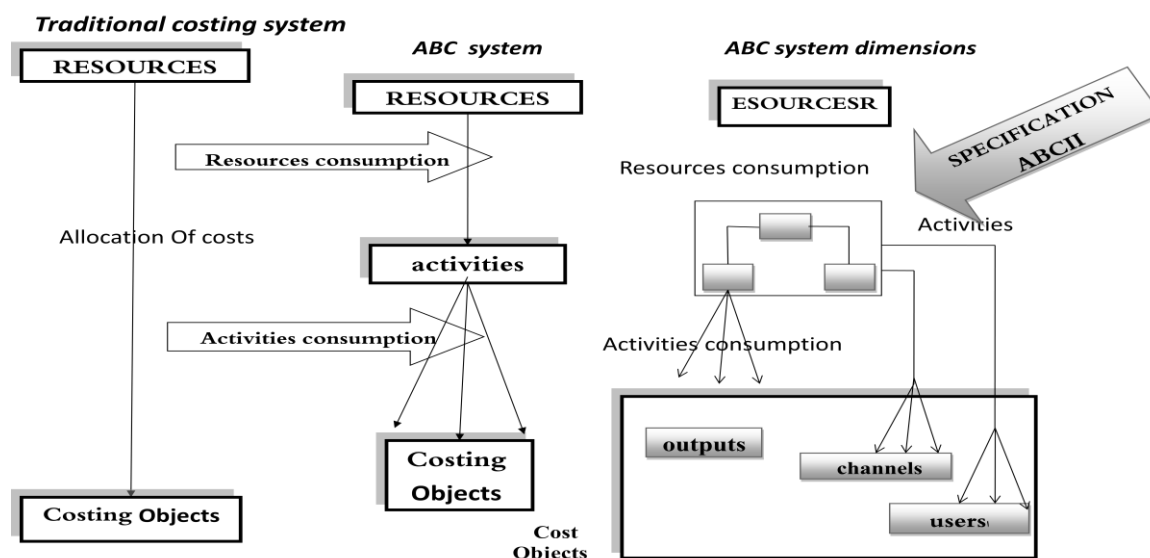 Traditional costing system
RESOURCES
Allocation Of costs
Costing Objects
ABC system
RESOURCES
Resources consumption
activities
Activities consumption
Costing
Objects
ABC system dimensions
ESOURCESR
SPECIFICATION
ABCII
Resources consumption
Activities
Activities consumption
outputs
channels
users
Cost
Objects